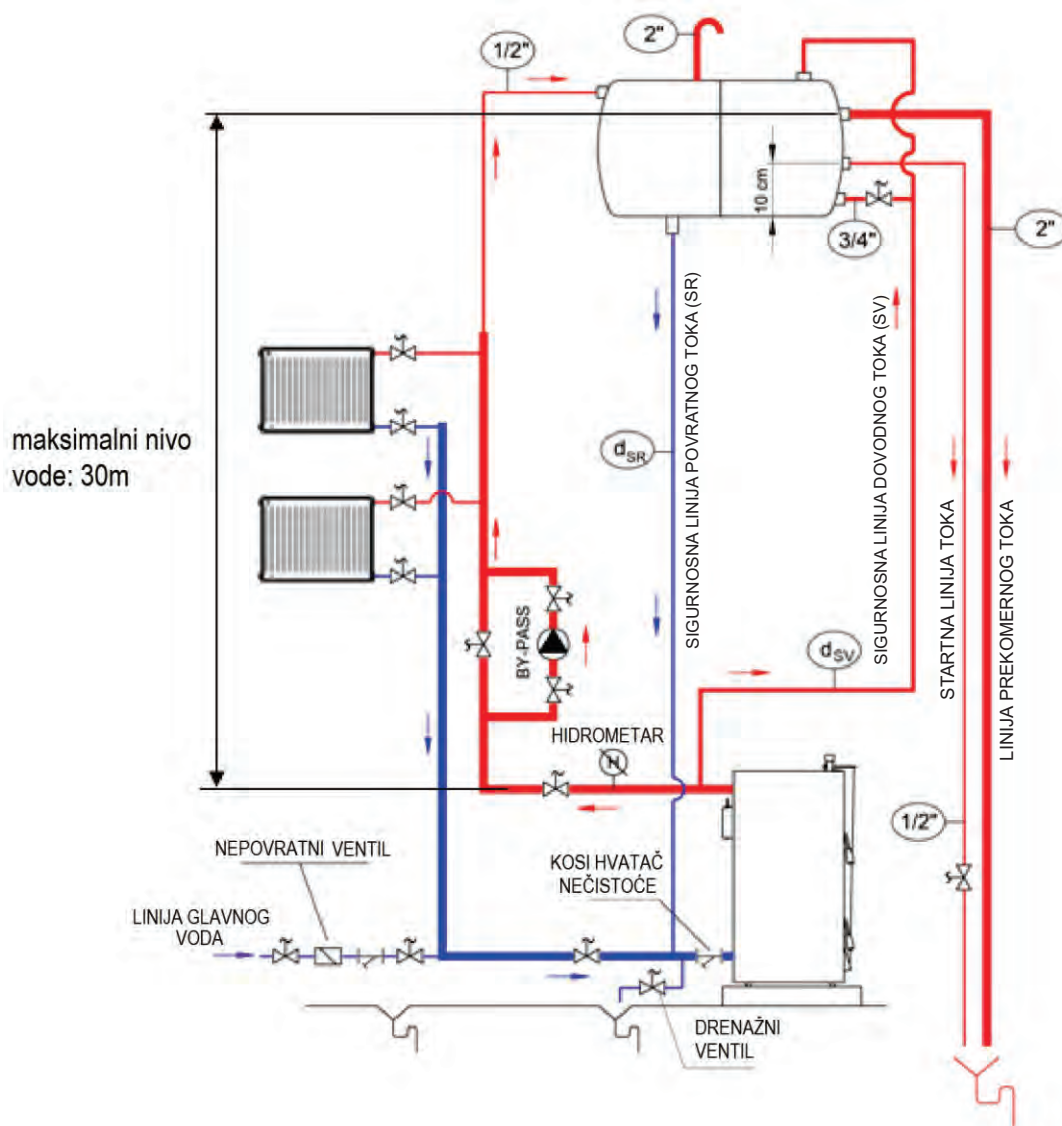 2"
1/2"
10 cm
3/4"
2"
SIGURNOSNA LINIJA POVRATNOG TOKA (SR)
SIGURNOSNA LINIJA DOVODNOG TOKA (SV)
maksimalni nivo
vode: 30m
dSR
STARTNA LINIJA TOKA
LINIJA PREKOMERNOG TOKA
BY-PASS
dSV
HIDROMETAR
H
1/2"
NEPOVRATNI VENTIL
KOSI HVATAČ
NEČISTOĆE
LINIJA GLAVNOG
VODA
DRENAŽNI
VENTIL